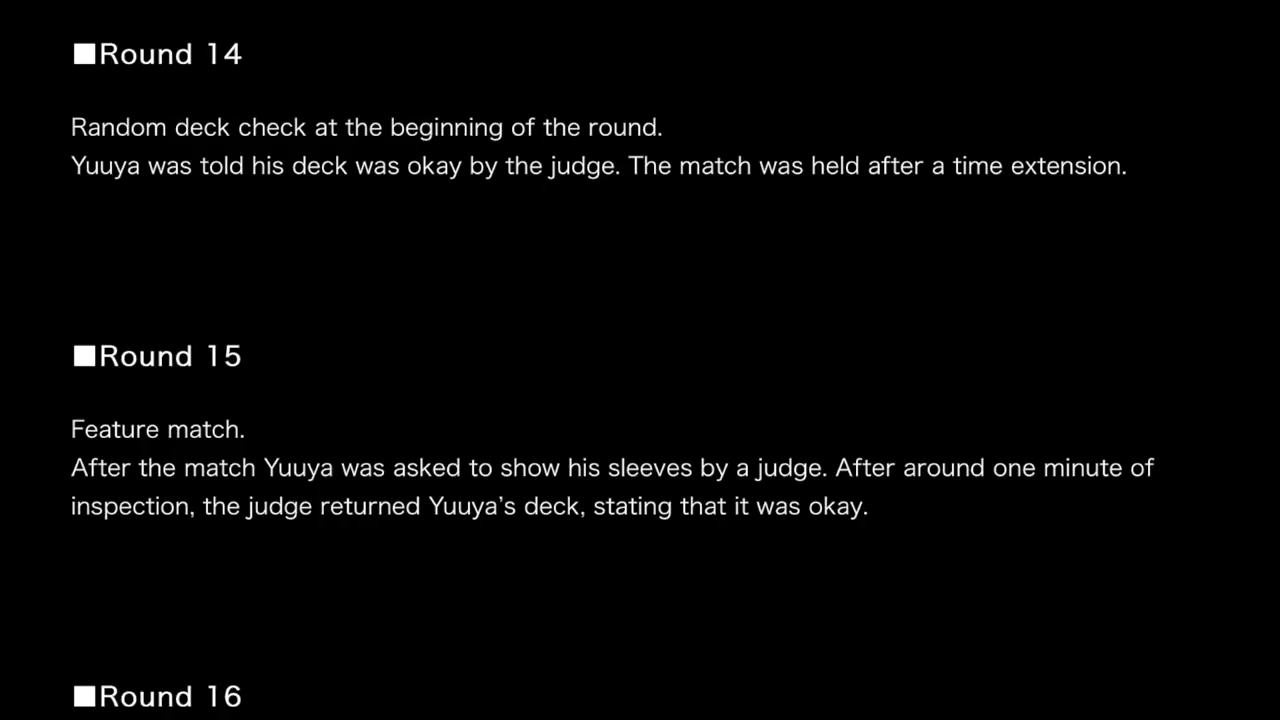 ■Round 14
Random deck check at the beginning of the round.
Yuuya was told his deck was okay by the judge. The match was held after a time extension.
■Round 15
Feature match.
After the match Yuuya was asked to show his sleeves by a judge. After around one minute of
inspection, the judge returned Yuuya’s deck, stating that it was okay.
■Round 16